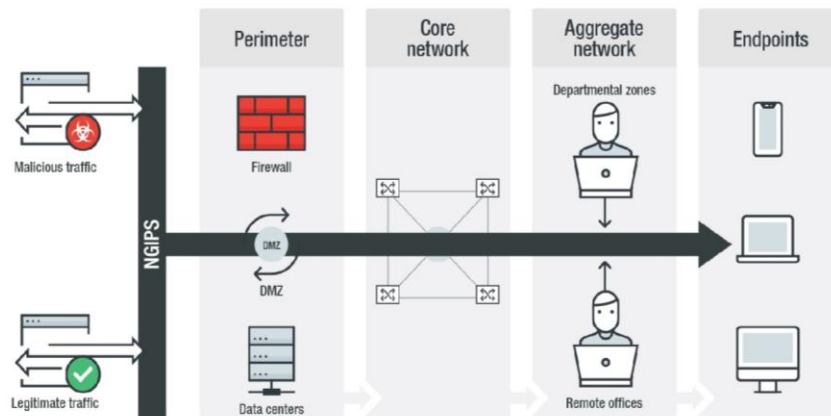 Perimeter
Core
network
Aggregate
network
Endpoints
Malicious traffic
Legitimate traffic
NGIPS
Firewall
DMZ
DMZ
Data centers
Departmental zones
Remote offices